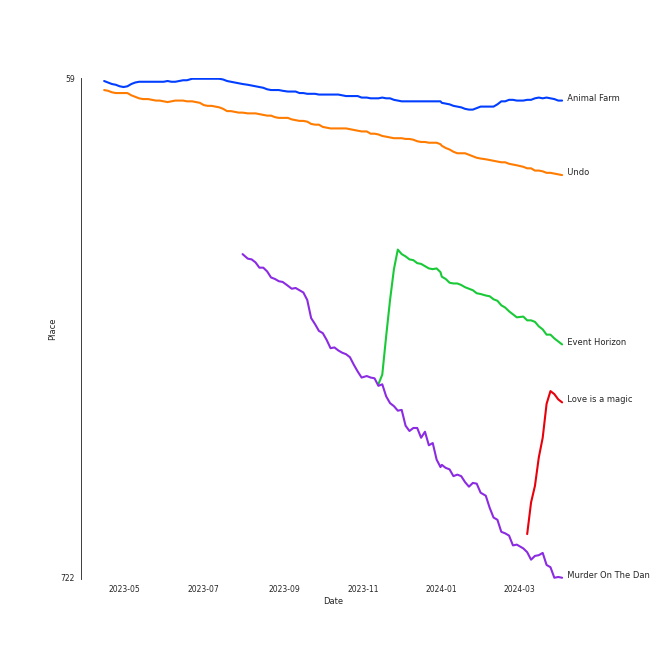 59
Animal Farm
Undo
Place
Event Horizon
Love is a magic
Murder On The Dan
722
2023-05 2023-07 2023-09 2023-11 2024-01 2024-03
Date